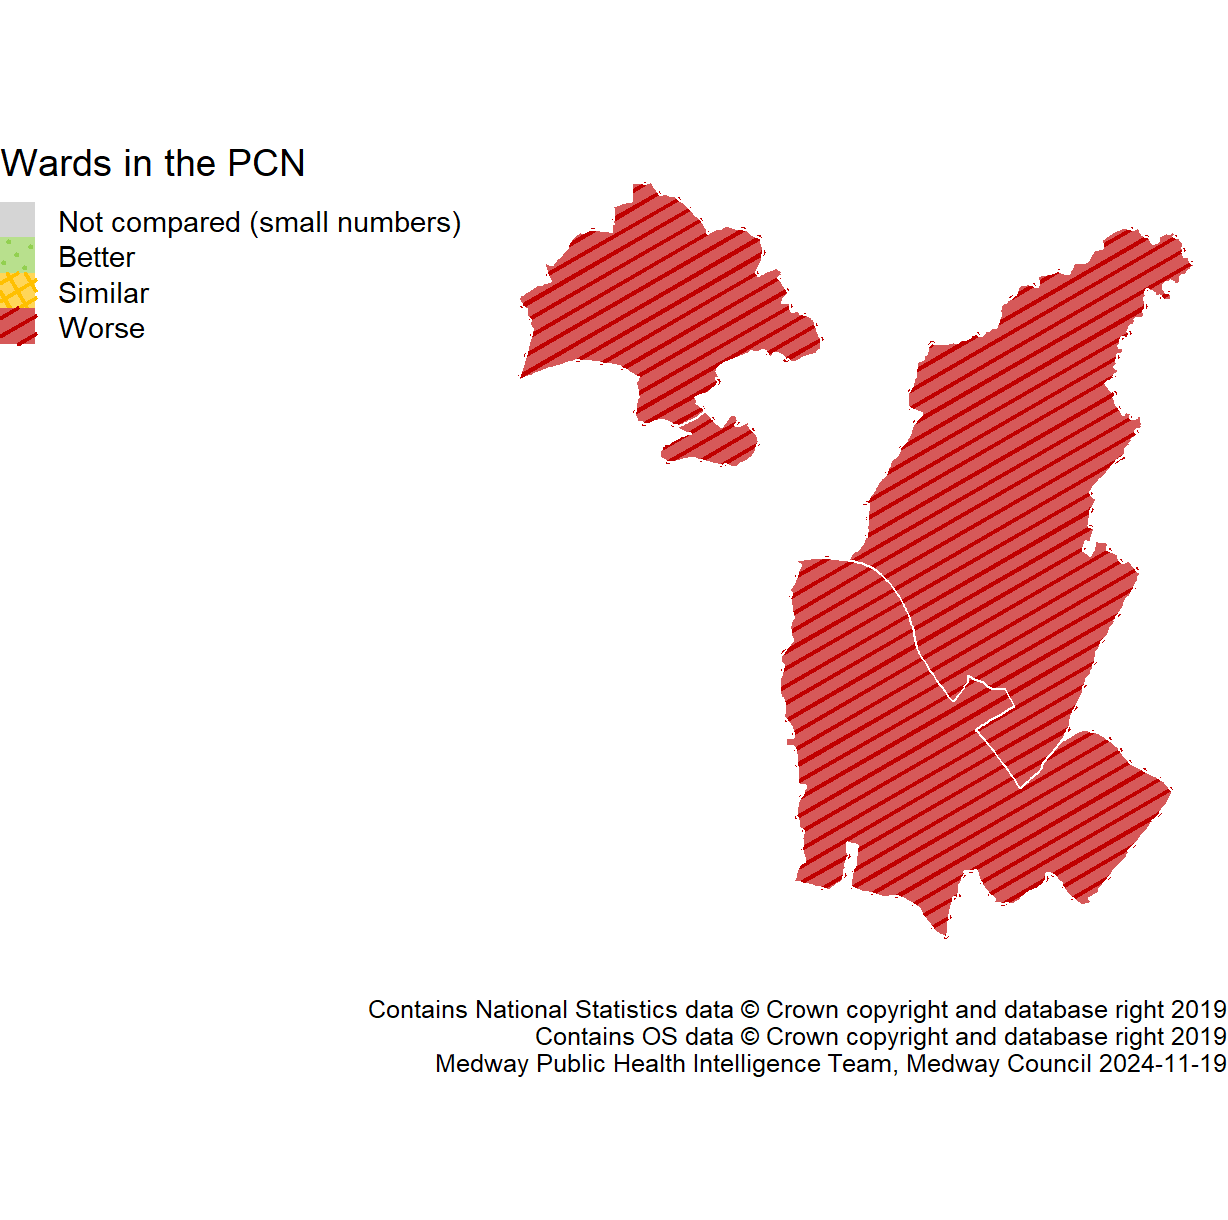 Wards in the PCN
Not compared (small numbers)
Better
Similar
Worse
Contains National Statistics data © Crown copyright and database right 2019
Contains OS data © Crown copyright and database right 2019
Medway Public Health Intelligence Team, Medway Council 2024-11-19